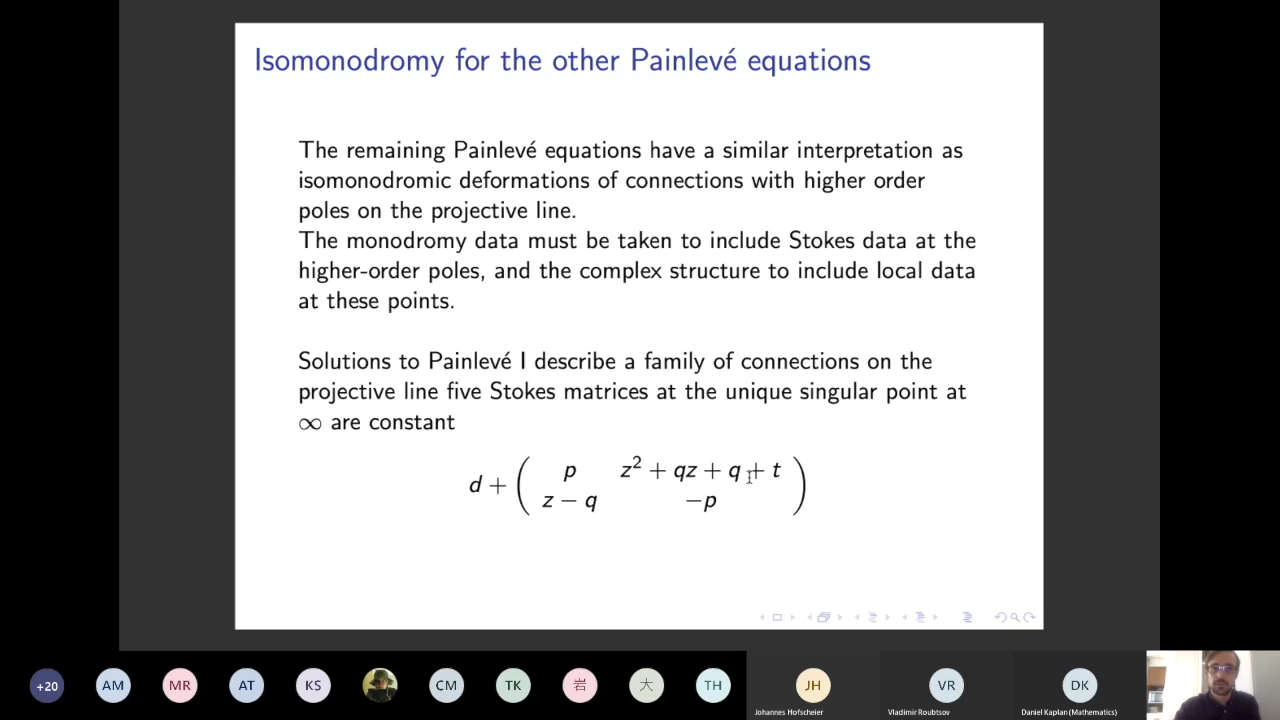 Isomonodromy for the other Painlevé equations
The remaining Painlevé equations have a similar interpretation as
isomonodromic deformations of connections with higher order
poles on the projective line.
The monodromy data must be taken to include Stokes data at the
higher-order poles, and the complex structure to include local data
at these points.
Solutions to Painlevé I describe a family of connections on the
projective line five Stokes matrices at the unique singular point at
∞ are constant
d + ( p z² + qz + q + t
z − q −p )
+20 AM MR AT KS CM TK 岩 大 TH JH VR DK
Johannes Hofscheier Vladimir Roubtsov Daniel Kaplan (Mathematics)